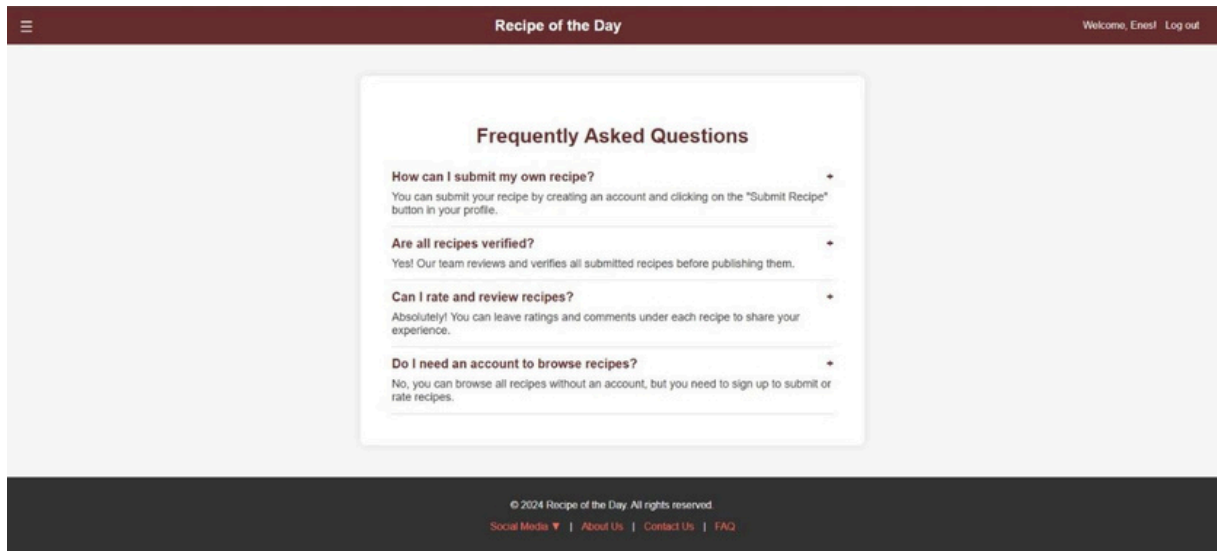 ☰ Recipe of the Day Welcome, Enes! Log out
Frequently Asked Questions
How can I submit my own recipe? +
You can submit your recipe by creating an account and clicking on the "Submit Recipe"
button in your profile.
Are all recipes verified? +
Yes! Our team reviews and verifies all submitted recipes before publishing them.
Can I rate and review recipes? +
Absolutely! You can leave ratings and comments under each recipe to share your
experience.
Do I need an account to browse recipes? +
No, you can browse all recipes without an account, but you need to sign up to submit or
rate recipes.
© 2024 Recipe of the Day. All rights reserved.
Social Media ▼ | About Us | Contact Us | FAQ